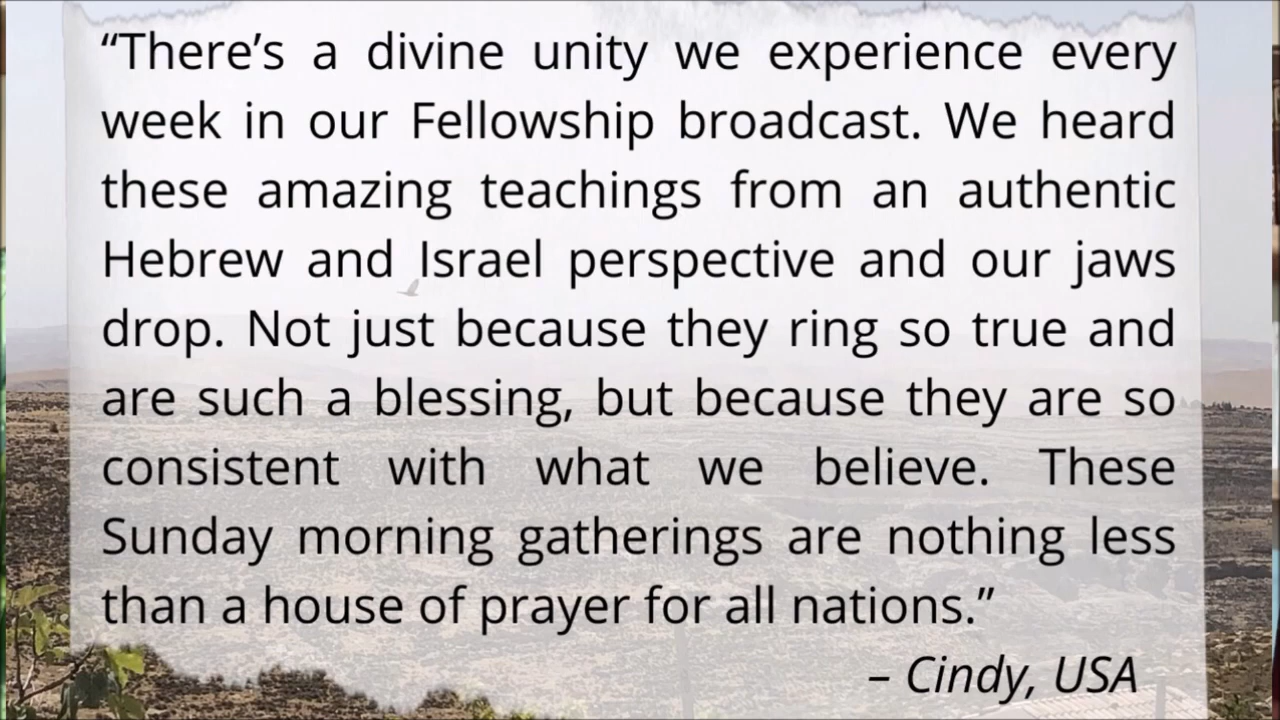 “There’s a divine unity we experience every
week in our Fellowship broadcast. We heard
these amazing teachings from an authentic
Hebrew and Israel perspective and our jaws
drop. Not just because they ring so true and
are such a blessing, but because they are so
consistent with what we believe. These
Sunday morning gatherings are nothing less
than a house of prayer for all nations.”
– Cindy, USA